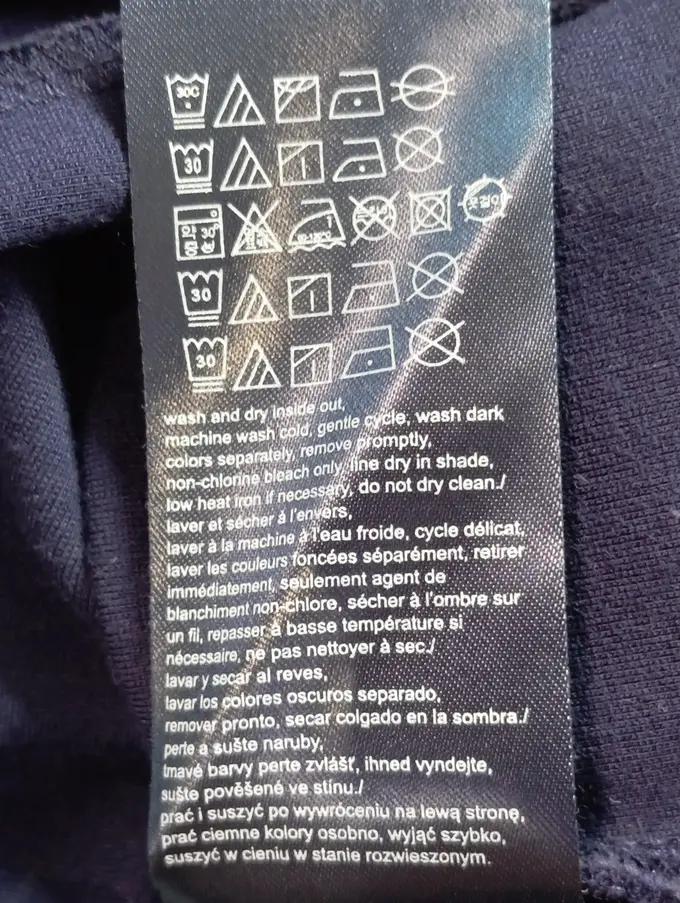 30C
30
약 30°
중성
30
30
wash and dry inside out,
machine wash cold, gentle cycle, wash dark
colors separately, remove promptly,
non-chlorine bleach only, line dry in shade,
low heat iron if necessary, do not dry clean./
laver et sécher à l'envers,
laver à la machine à l'eau froide, cycle délicat,
laver les couleurs foncées séparément, retirer
immédiatement, seulement agent de
blanchiment non-chlore, sécher à l'ombre sur
un fil, repasser à basse température si
nécessaire, ne pas nettoyer à sec./
lavar y secar al reves,
lavar los colores oscuros separado,
remover pronto, secar colgado en la sombra./
perte a sušte naruby,
tmavé barvy perte zvlášť, ihned vyndejte,
sušte pověšené ve stínu./
prać i suszyć po wywróceniu na lewą stronę,
prać ciemne kolory osobno, wyjąć szybko,
suszyć w cieniu w stanie rozwieszonym.